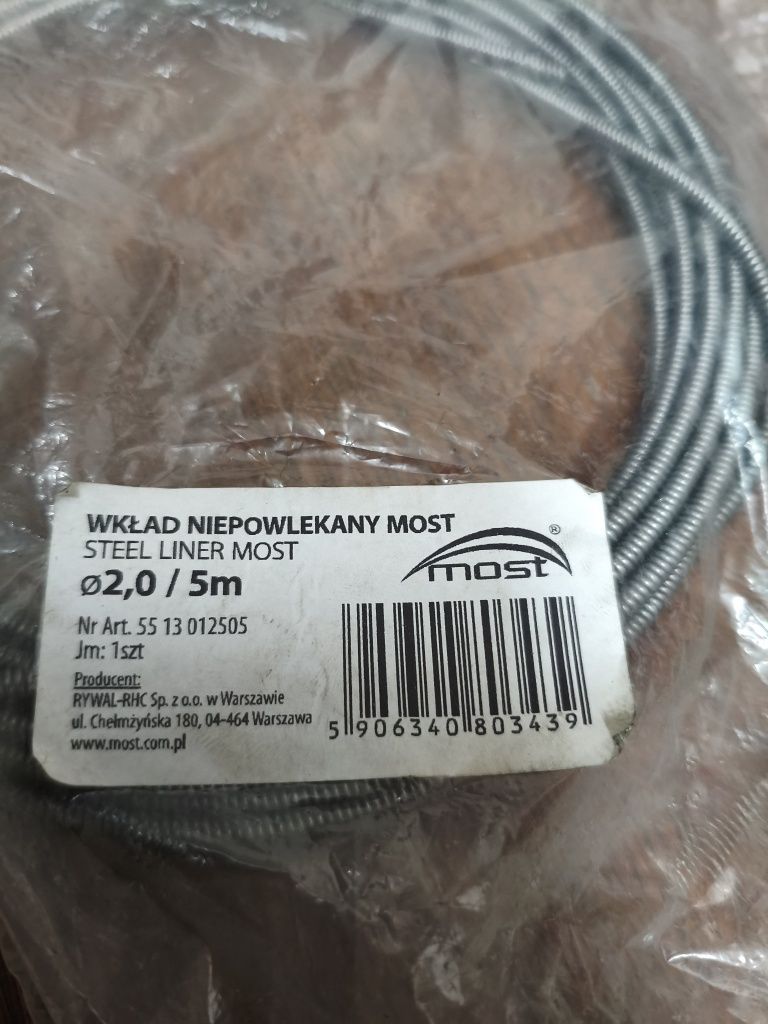 WKŁAD NIEPOWLEKANY MOST
STEEL LINER MOST
ø2,0 / 5m
most®
Nr Art. 55 13 012505
Jm: 1szt
Producent:
RYWAL-RHC Sp. z o.o. w Warszawie
ul. Chełmżyńska 180, 04-464 Warszawa
www.most.com.pl
5 906340 803439